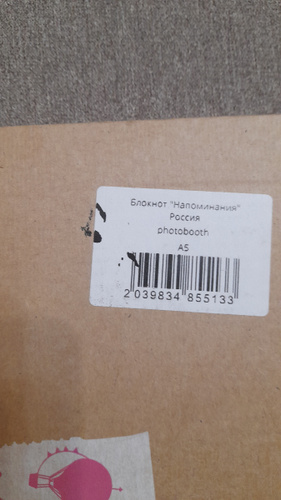 Блокнот "Напоминания"
Россия
photobooth
A5
2 039834 855133